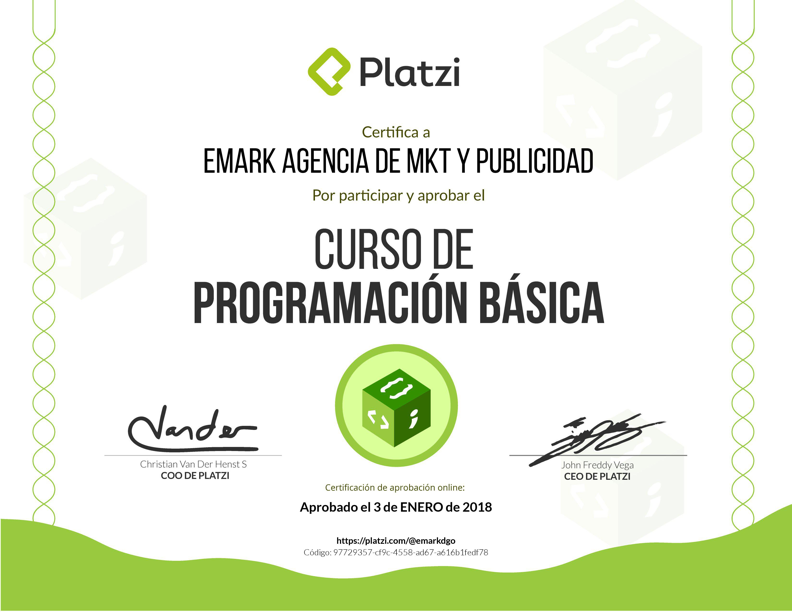 Platzi
Certifica a
EMARK AGENCIA DE MKT Y PUBLICIDAD
Por participar y aprobar el
CURSO DE
PROGRAMACIÓN BÁSICA
Vander
Christian Van Der Henst S
COO DE PLATZI
John Freddy Vega
CEO DE PLATZI
Certificación de aprobación online:
Aprobado el 3 de ENERO de 2018
https://platzi.com/@emarkdgo
Código: 97729357-cf9c-4558-ad67-a616b1fedf78